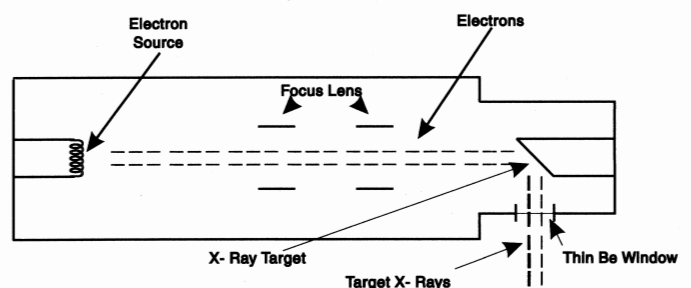 Electron
Source
Electrons
Focus Lens
X- Ray Target
Thin Be Window
Target X- Rays